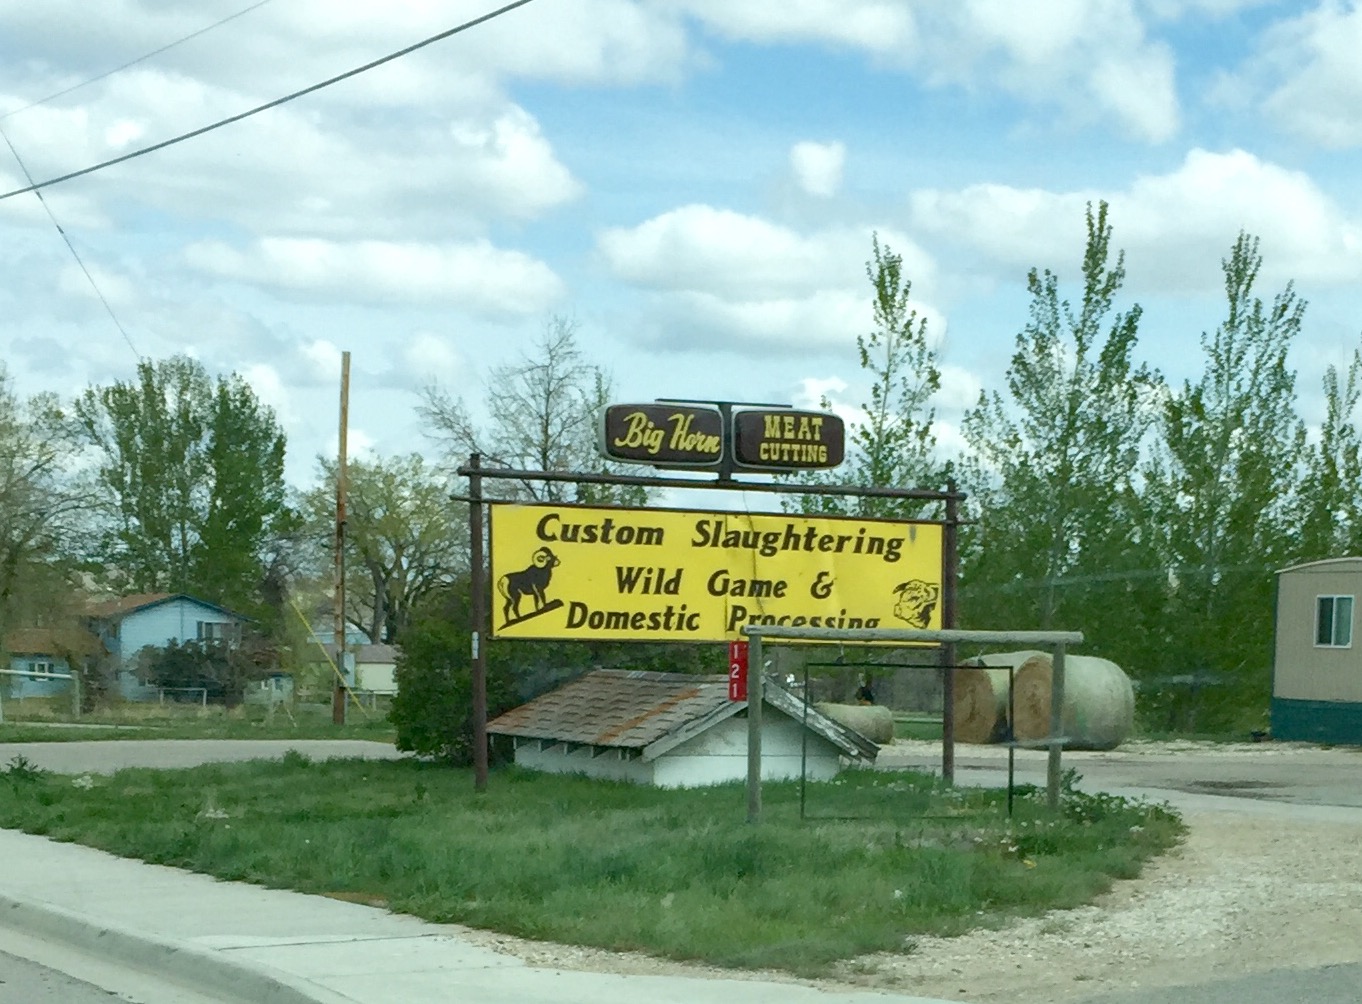 Big Horn
MEAT
CUTTING
Custom Slaughtering
Wild Game &
Domestic Processing
121